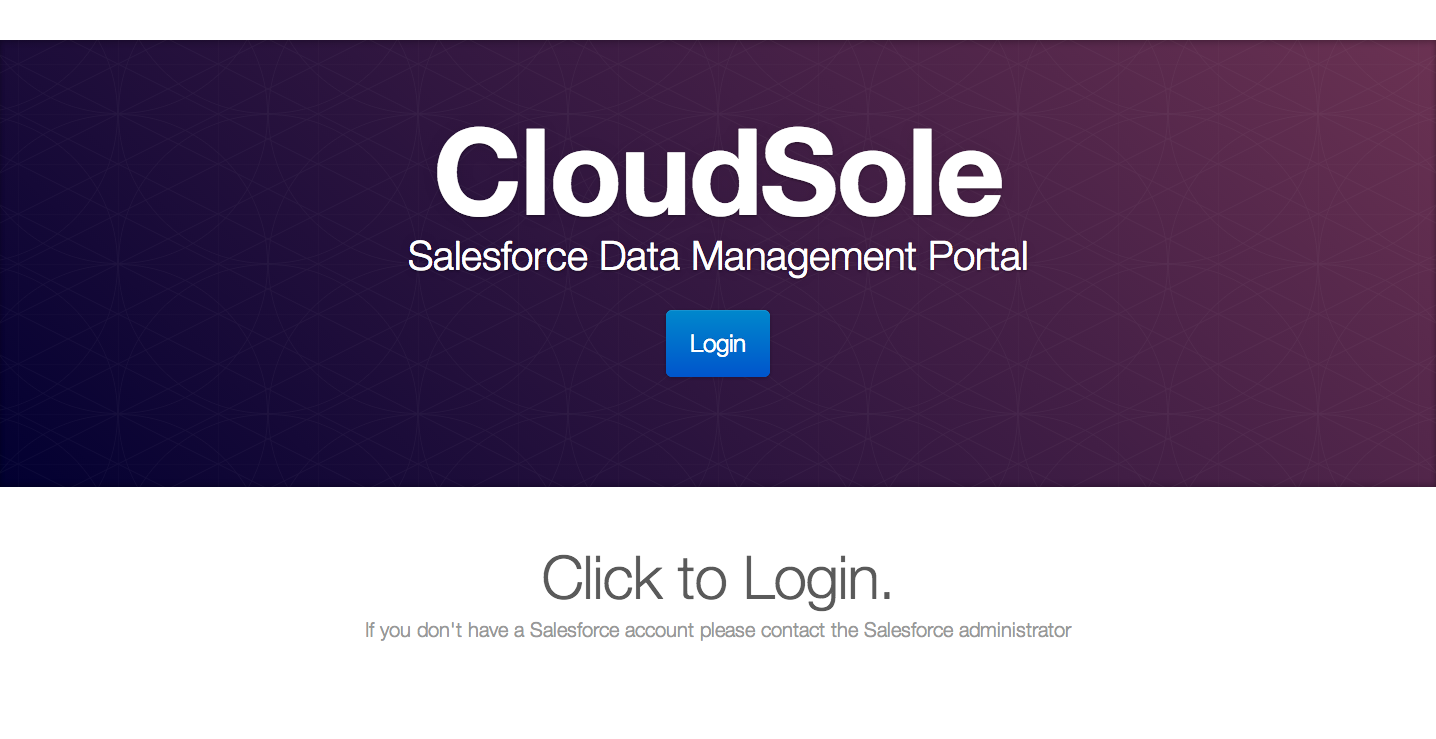 CloudSole
Salesforce Data Management Portal
Login
Click to Login.
If you don't have a Salesforce account please contact the Salesforce administrator